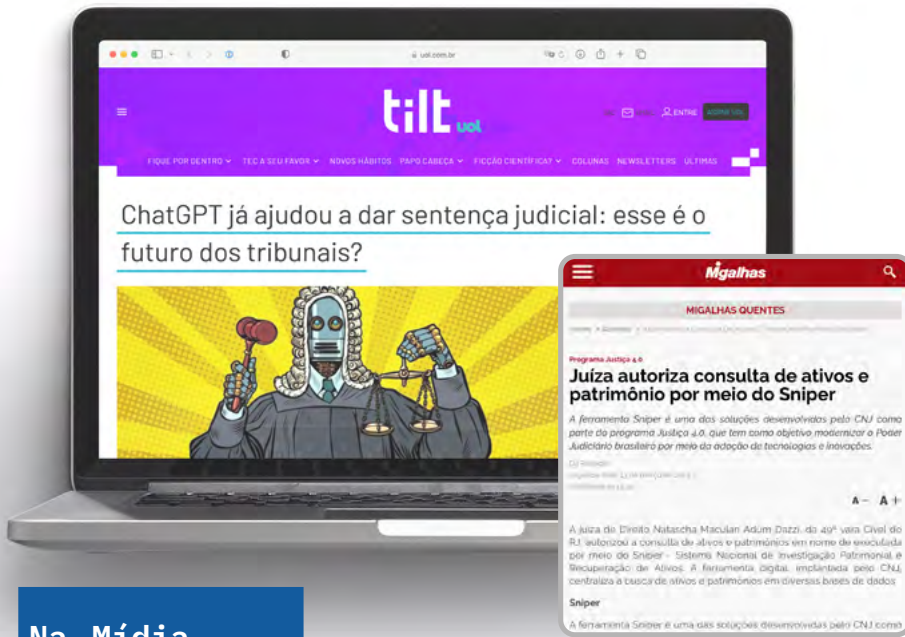 uol.com.br
tilt uol
ENTRE
ASSINE UOL
FIQUE POR DENTRO TEC A SEU FAVOR NOVOS HÁBITOS PAPO CABEÇA FICÇÃO CIENTÍFICA? COLUNAS NEWSLETTERS ÚLTIMAS
ChatGPT já ajudou a dar sentença judicial: esse é o
futuro dos tribunais?
Migalhas
MIGALHAS QUENTES
Programa Justiça 4.0
Juíza autoriza consulta de ativos e
patrimônio por meio do Sniper
A ferramenta Sniper é uma das soluções desenvolvidas pelo CNJ como
parte do programa Justiça 4.0, que tem como objetivo modernizar o Poder
Judiciário brasileiro por meio da adoção de tecnologias e inovações.
A- A+
A juíza de Direito Natascha Maculan Adum Dazzi, da 40ª vara Cível do
RJ, autorizou a consulta de ativos e patrimônios em nome de executada
por meio do Sniper - Sistema Nacional de Investigação Patrimonial e
Recuperação de Ativos. A ferramenta digital, implantada pelo CNJ,
centraliza a busca de ativos e patrimônios em diversas bases de dados.
Sniper
A ferramenta Sniper é uma das soluções desenvolvidas pelo CNJ como
Na Mídia